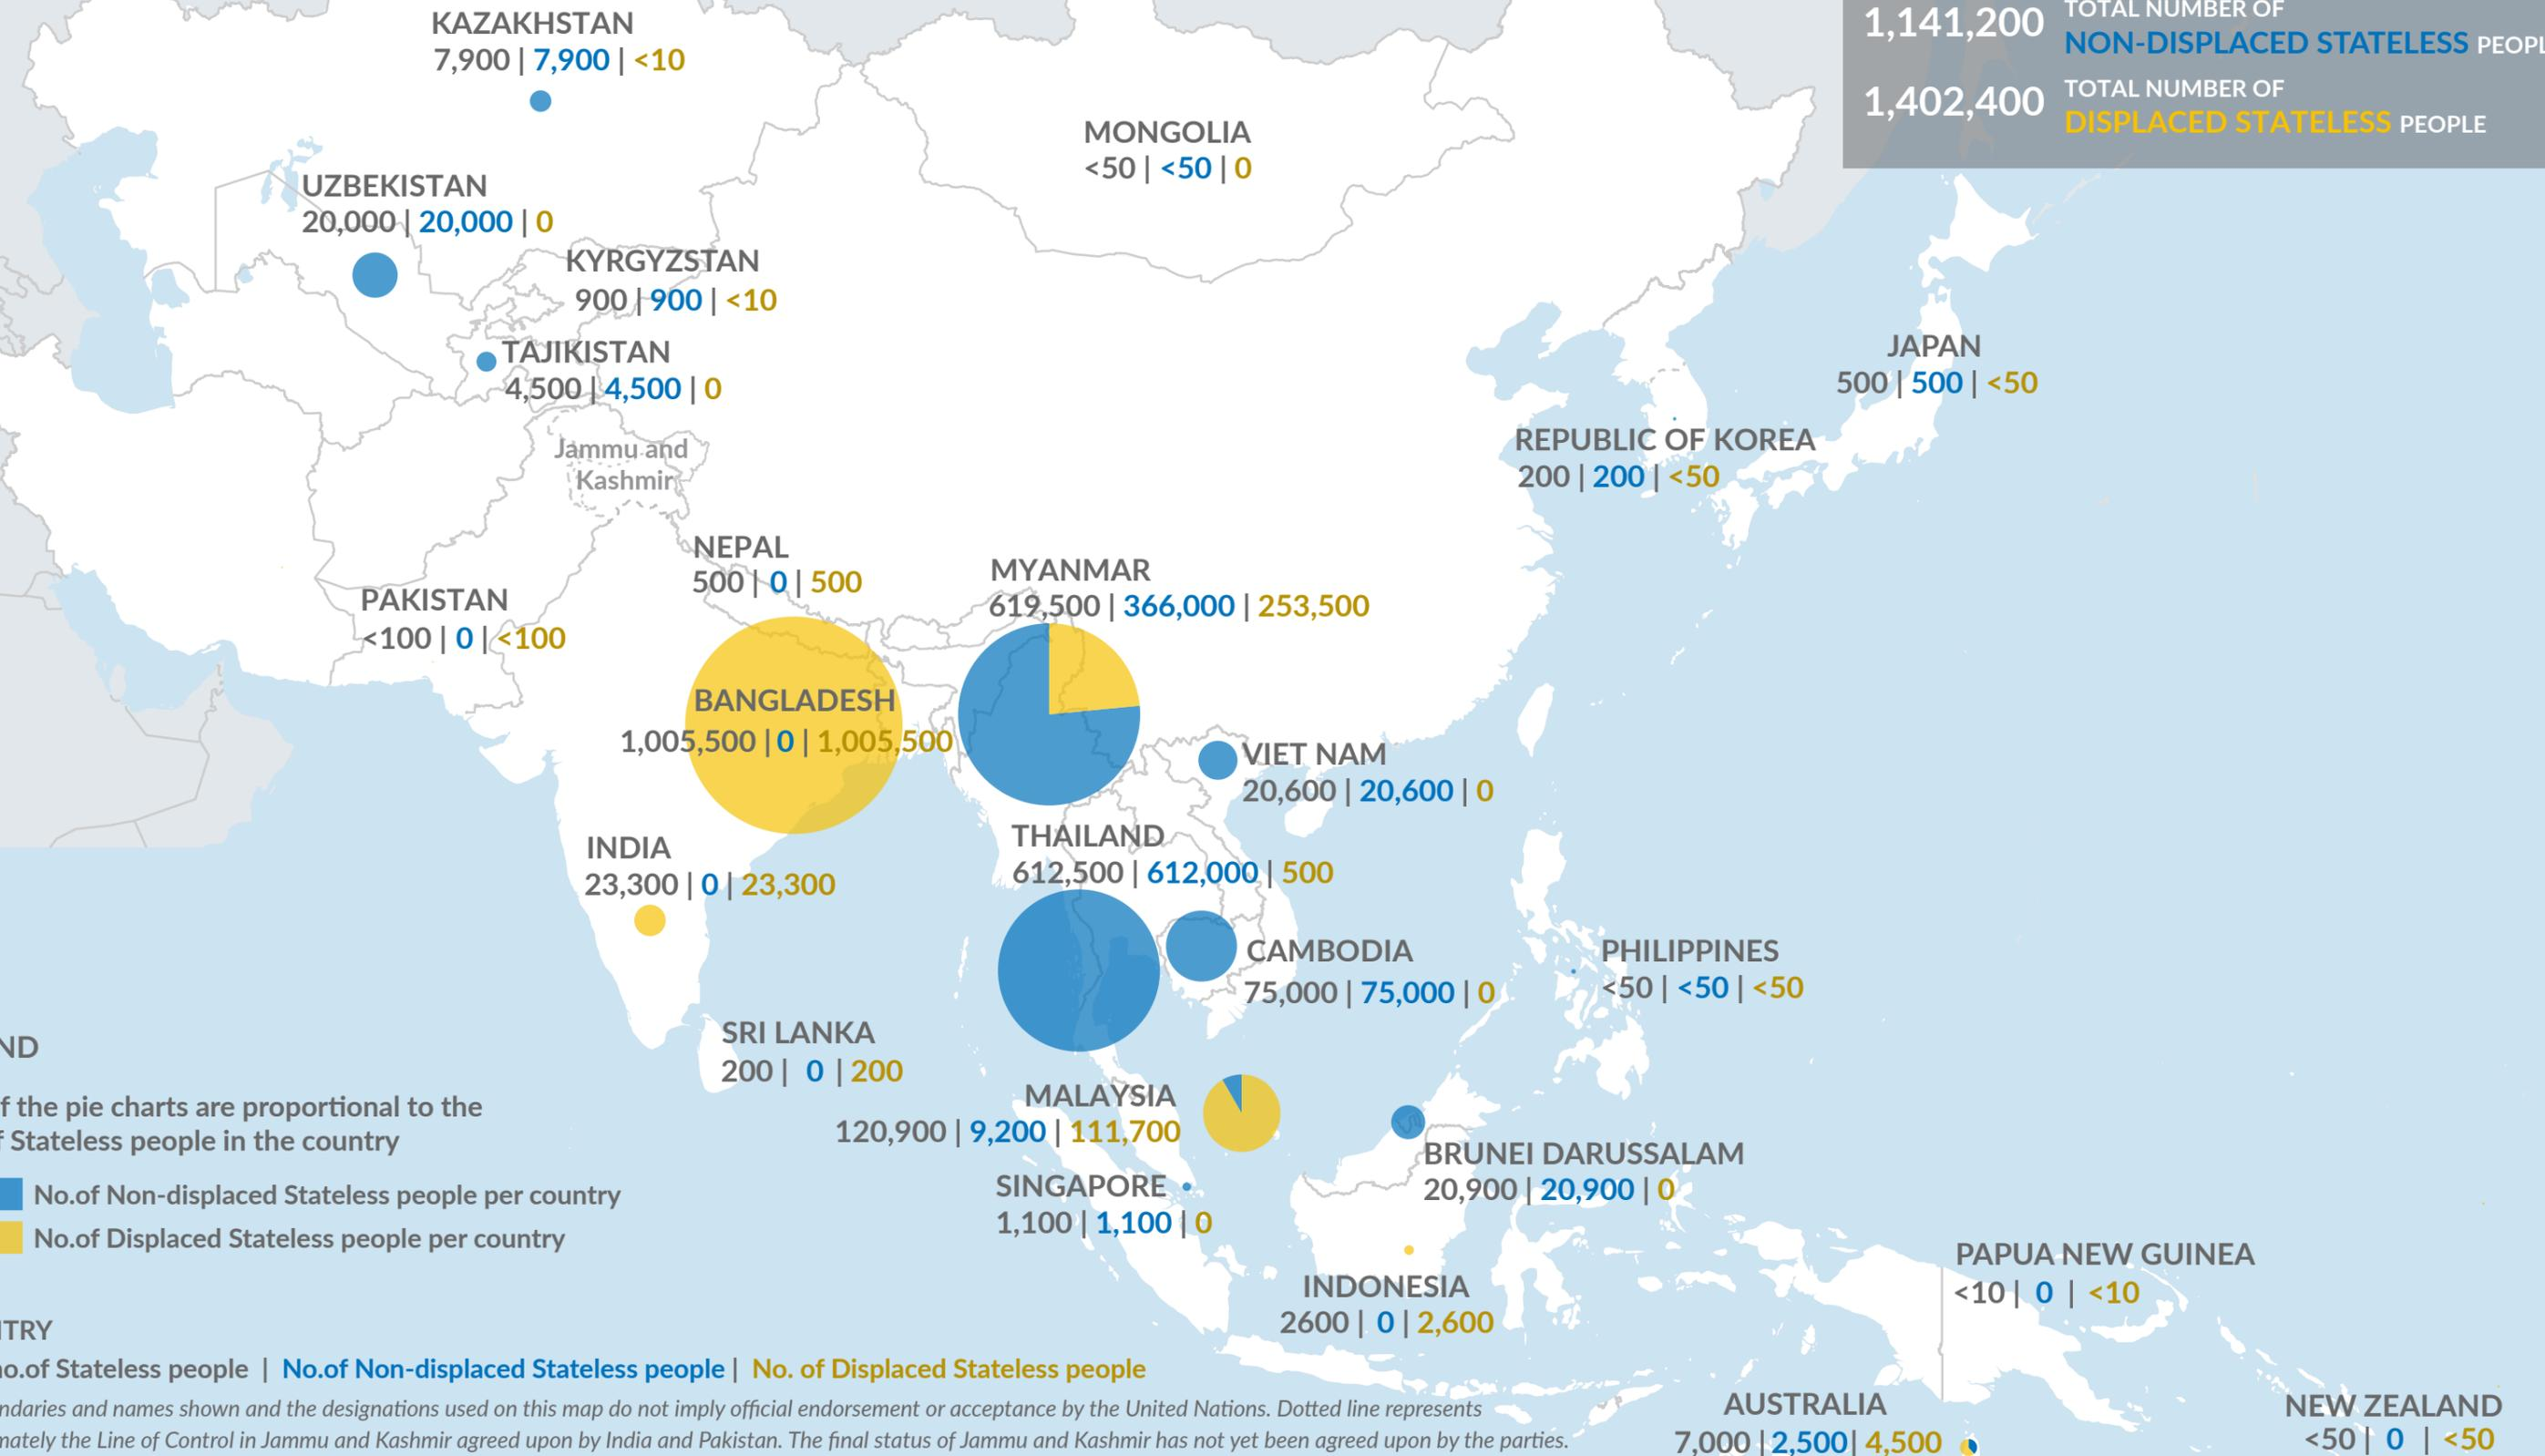 1,141,200 TOTAL NUMBER OF
NON-DISPLACED STATELESS
1,402,400 TOTAL NUMBER OF
DISPLACED STATELESS PEOPLE
KAZAKHSTAN
7,900 | 7,900 | <10
MONGOLIA
<50 | <50 | 0
UZBEKISTAN
20,000 | 20,000 | 0
KYRGYZSTAN
900 | 900 | <10
TAJIKISTAN
4,500 | 4,500 | 0
JAPAN
500 | 500 | <50
REPUBLIC OF KOREA
200 | 200 | <50
Jammu and
Kashmir
NEPAL
500 | 0 | 500
MYANMAR
619,500 | 366,000 | 253,500
PAKISTAN
<100 | 0 | <100
BANGLADESH
1,005,500 | 0 | 1,005,500
VIET NAM
20,600 | 20,600 | 0
THAILAND
612,500 | 612,000 | 500
INDIA
23,300 | 0 | 23,300
CAMBODIA
75,000 | 75,000 | 0
PHILIPPINES
<50 | <50 | <50
SRI LANKA
200 | 0 | 200
MALAYSIA
120,900 | 9,200 | 111,700
BRUNEI DARUSSALAM
20,900 | 20,900 | 0
SINGAPORE
1,100 | 1,100 | 0
INDONESIA
2600 | 0 | 2,600
PAPUA NEW GUINEA
<10 | 0 | <10
AUSTRALIA
7,000 | 2,500 | 4,500
NEW ZEALAND
<50 | 0 | <50
the pie charts are proportional to the
Stateless people in the country
No.of Non-displaced Stateless people per country
No.of Displaced Stateless people per country
of Stateless people | No.of Non-displaced Stateless people | No. of Displaced Stateless people
and names shown and the designations used on this map do not imply official endorsement or acceptance by the United Nations. Dotted line represents
the Line of Control in Jammu and Kashmir agreed upon by India and Pakistan. The final status of Jammu and Kashmir has not yet been agreed upon by the parties.